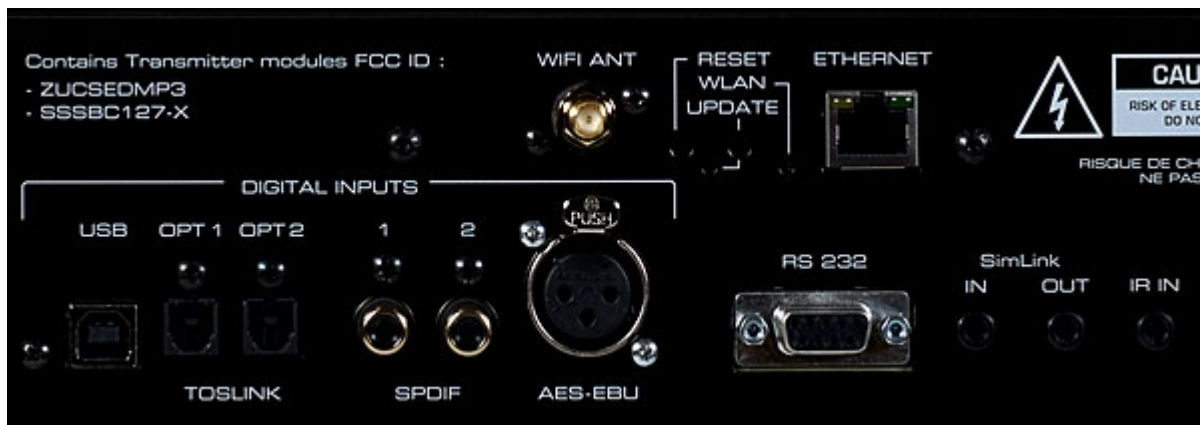 Contains Transmitter modules FCC ID :
- ZUCSEDMP3
- SSSBC127-X
WIFI ANT
RESET
WLAN
UPDATE
ETHERNET
CAU
RISK OF ELE
DO NO
RISQUE DE CH
NE PAS
DIGITAL INPUTS
USB
OPT 1
OPT 2
1
2
PUSH
RS 232
SimLink
IN
OUT
IR IN
TOSLINK
SPDIF
AES-EBU